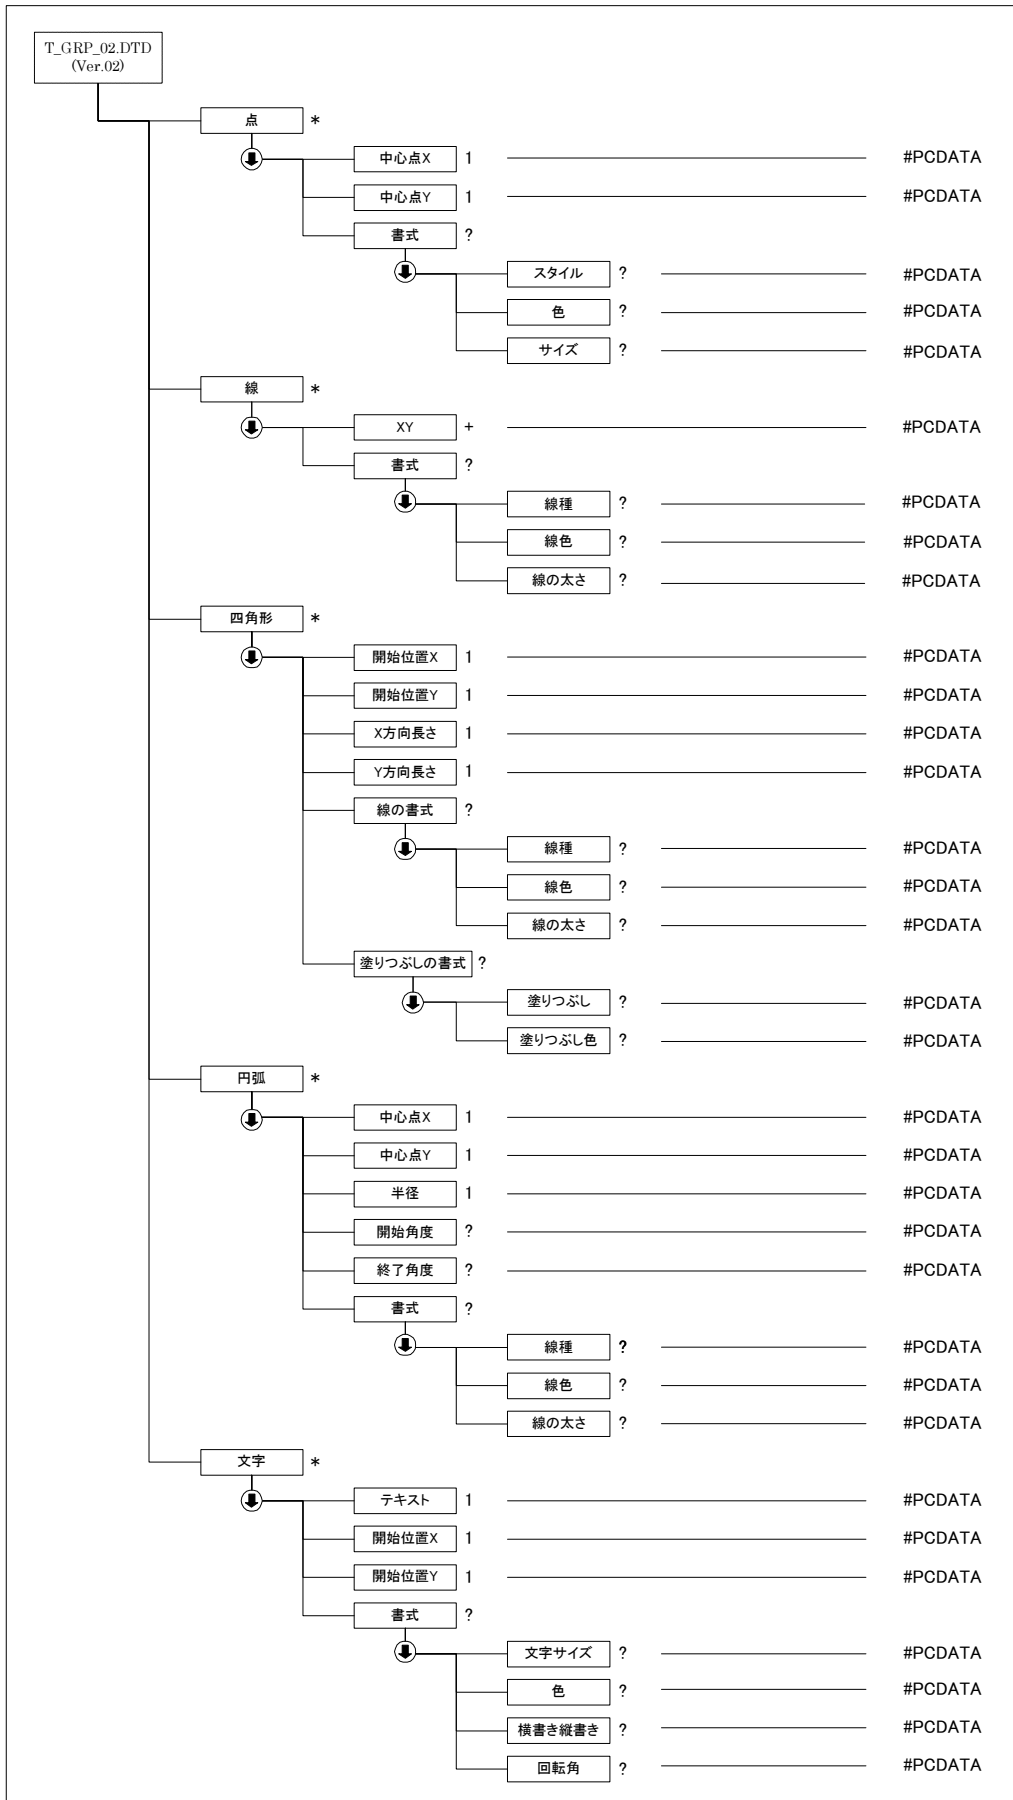 T_GRP_02.DTD
(Ver.02)
点 *
中心点X 1 #PCDATA
中心点Y 1 #PCDATA
書式 ?
スタイル ? #PCDATA
色 ? #PCDATA
サイズ ? #PCDATA
線 *
XY + #PCDATA
書式 ?
線種 ? #PCDATA
線色 ? #PCDATA
線の太さ ? #PCDATA
四角形 *
開始位置X 1 #PCDATA
開始位置Y 1 #PCDATA
X方向長さ 1 #PCDATA
Y方向長さ 1 #PCDATA
線の書式 ?
線種 ? #PCDATA
線色 ? #PCDATA
線の太さ ? #PCDATA
塗りつぶしの書式 ?
塗りつぶし ? #PCDATA
塗りつぶし色 ? #PCDATA
円弧 *
中心点X 1 #PCDATA
中心点Y 1 #PCDATA
半径 1 #PCDATA
開始角度 ? #PCDATA
終了角度 ? #PCDATA
書式 ?
線種 ? #PCDATA
線色 ? #PCDATA
線の太さ ? #PCDATA
文字 *
テキスト 1 #PCDATA
開始位置X 1 #PCDATA
開始位置Y 1 #PCDATA
書式 ?
文字サイズ ? #PCDATA
色 ? #PCDATA
横書き縦書き ? #PCDATA
回転角 ? #PCDATA